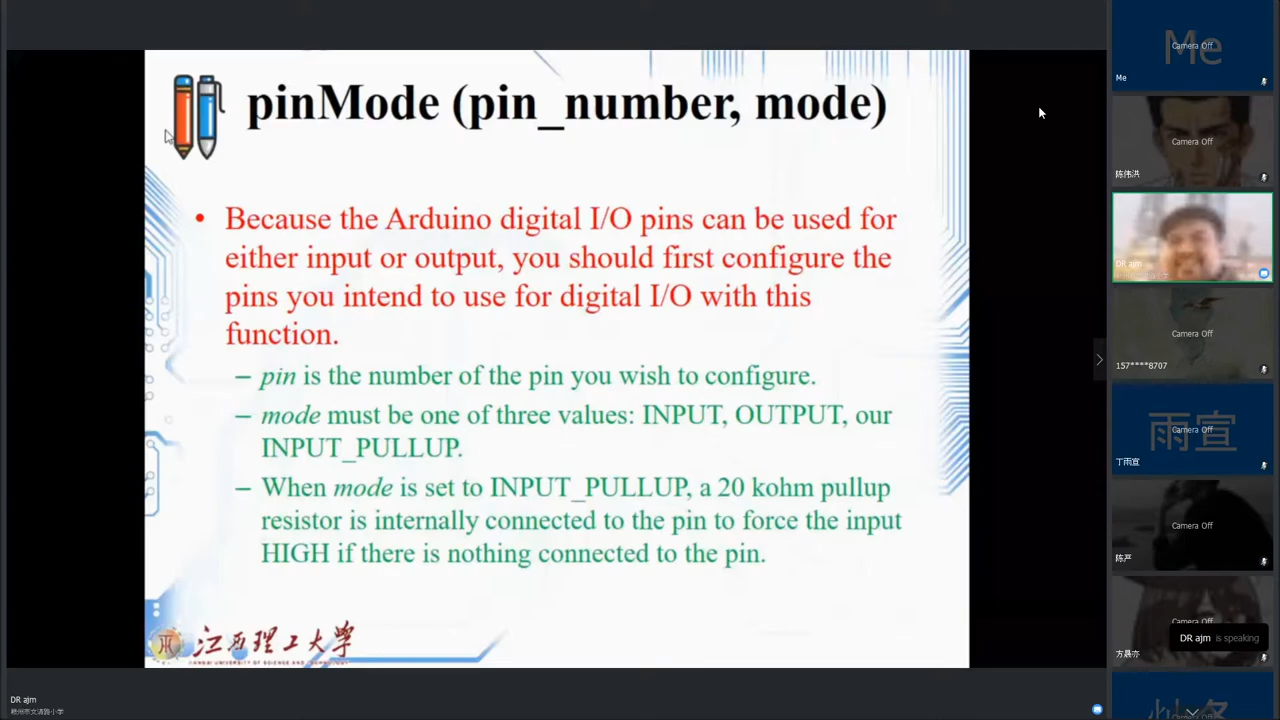 pinMode (pin_number, mode)
• Because the Arduino digital I/O pins can be used for
either input or output, you should first configure the
pins you intend to use for digital I/O with this
function.
– pin is the number of the pin you wish to configure.
– mode must be one of three values: INPUT, OUTPUT, our
INPUT_PULLUP.
– When mode is set to INPUT_PULLUP, a 20 kohm pullup
resistor is internally connected to the pin to force the input
HIGH if there is nothing connected to the pin.
江西理工大学
DR ajm
Me
Camera Off
Me
Camera Off
陈伟洪
DR ajm
Camera Off
157****8707
雨宣
Camera Off
丁雨宣
Camera Off
陈严
Camera Off
DR ajm is speaking
方晨亦
Camera Off